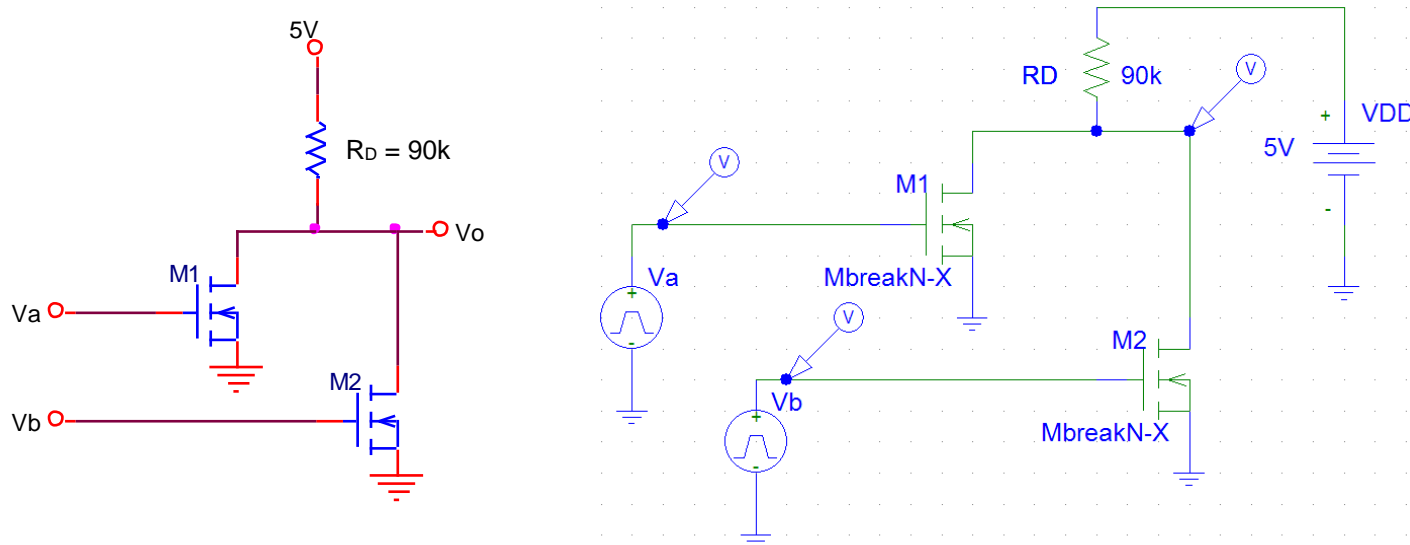 5V
RD = 90k
Vo
M1
Va
M2
Vb
RD
90k
V
VDD
+
5V
-
V
M1
MbreakN-X
Va
+
-
V
M2
MbreakN-X
Vb
+
-